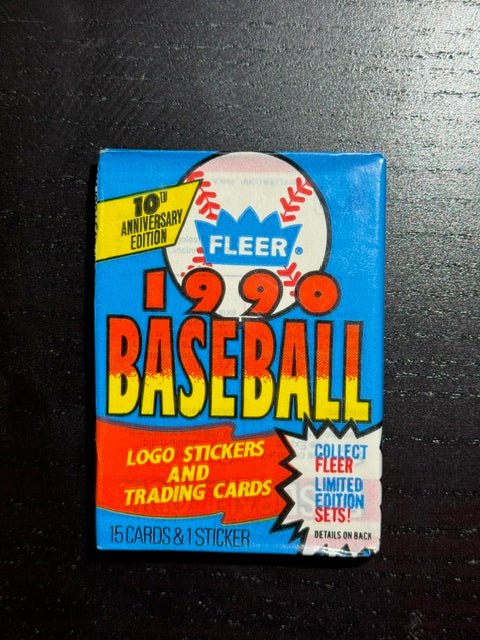 10TH
ANNIVERSARY
EDITION
FLEER®
1990
BASEBALL
LOGO STICKERS
AND
TRADING CARDS
COLLECT
FLEER
LIMITED
EDITION
SETS!
DETAILS ON BACK
15 CARDS & 1 STICKER